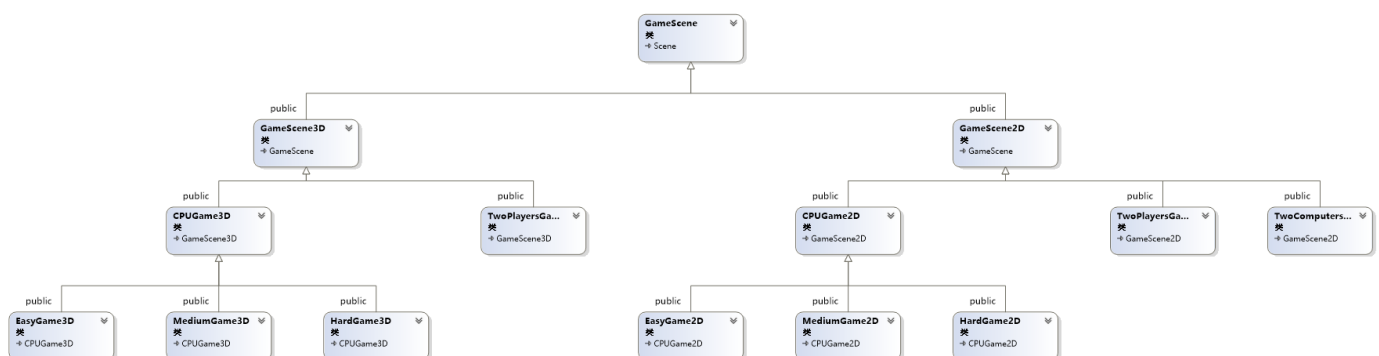 GameScene
类
Scene
public
public
GameScene3D
类
GameScene
GameScene2D
类
GameScene
public
public
public
public
public
CPUGame3D
类
GameScene3D
TwoPlayersGa...
类
GameScene3D
CPUGame2D
类
GameScene2D
TwoPlayersGa...
类
GameScene2D
TwoComputers...
类
GameScene2D
public
public
public
public
public
public
EasyGame3D
类
CPUGame3D
MediumGame3D
类
CPUGame3D
HardGame3D
类
CPUGame3D
EasyGame2D
类
CPUGame2D
MediumGame2D
类
CPUGame2D
HardGame2D
类
CPUGame2D